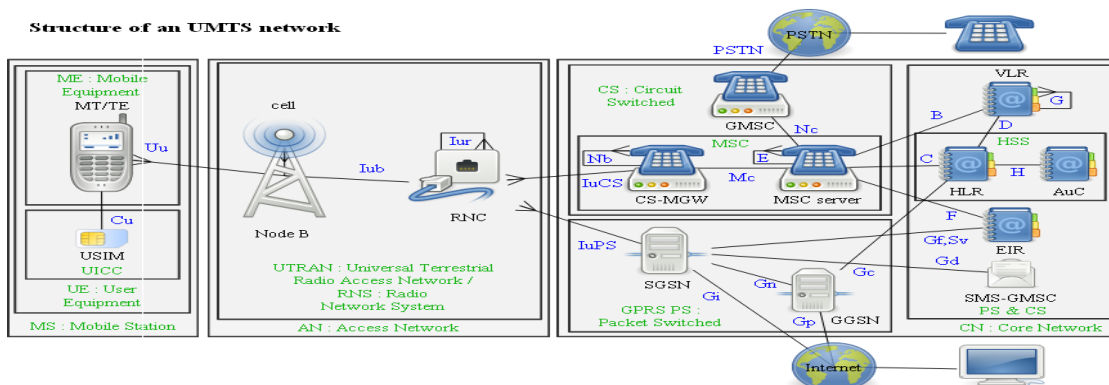 Structure of an UMTS network
PSTN
PSTN
ME : Mobile
Equipment
MT/TE
Uu
Cu
USIM
UICC
UE : User
Equipment
MS : Mobile Station
cell
Node B
Iub
Iur
RNC
UTRAN : Universal Terrestrial
Radio Access Network /
RNS : Radio
Network System
AN : Access Network
CS : Circuit
Switched
GMSC
Nc
MSC
Nb
E
IuCS
Mc
CS-MGW
MSC server
VLR
B
G
D
HSS
C
H
HLR
AuC
F
EIR
IuPS
Gf,Sv
Gd
Gc
Gn
Gi
Gp
SGSN
GGSN
SMS-GMSC
PS & CS
GPRS PS :
Packet Switched
CN : Core Network
Internet